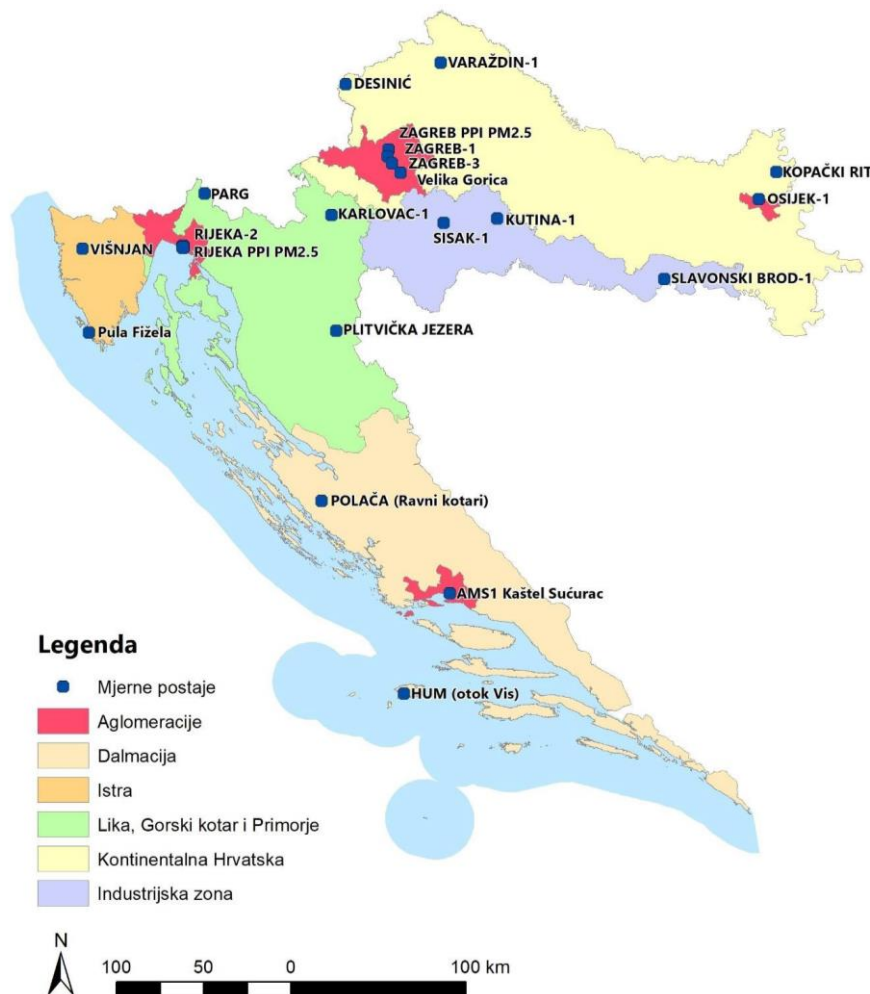 VARAŽDIN-1
DESINIĆ
ZAGREB PPI PM2.5
ZAGREB-1
ZAGREB-3
Velika Gorica
KOPAČKI RIT
OSIJEK-1
PARG
KARLOVAC-1
KUTINA-1
SISAK-1
RIJEKA-2
RIJEKA PPI PM2.5
VIŠNJAN
SLAVONSKI BROD-1
Pula Fižela
PLITVIČKA JEZERA
POLAČA (Ravni kotari)
AMS1 Kaštel Sućurac
HUM (otok Vis)
Legenda
Mjerne postaje
Aglomeracije
Dalmacija
Istra
Lika, Gorski kotar i Primorje
Kontinentalna Hrvatska
Industrijska zona
N
100 50 0 100 km